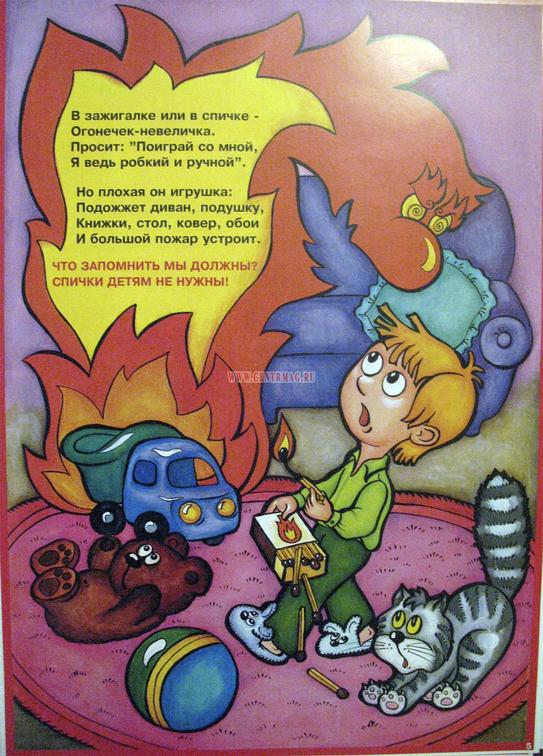 В зажигалке или в спичке -
Огонечек-невеличка.
Просит: "Поиграй со мной,
Я ведь робкий и ручной".
Но плохая он игрушка:
Подожжет диван, подушку,
Книжки, стол, ковер, обои
И большой пожар устроит.
ЧТО ЗАПОМНИТЬ МЫ ДОЛЖНЫ?
СПИЧКИ ДЕТЯМ НЕ НУЖНЫ!
WWW.CENTRMAG.RU
5